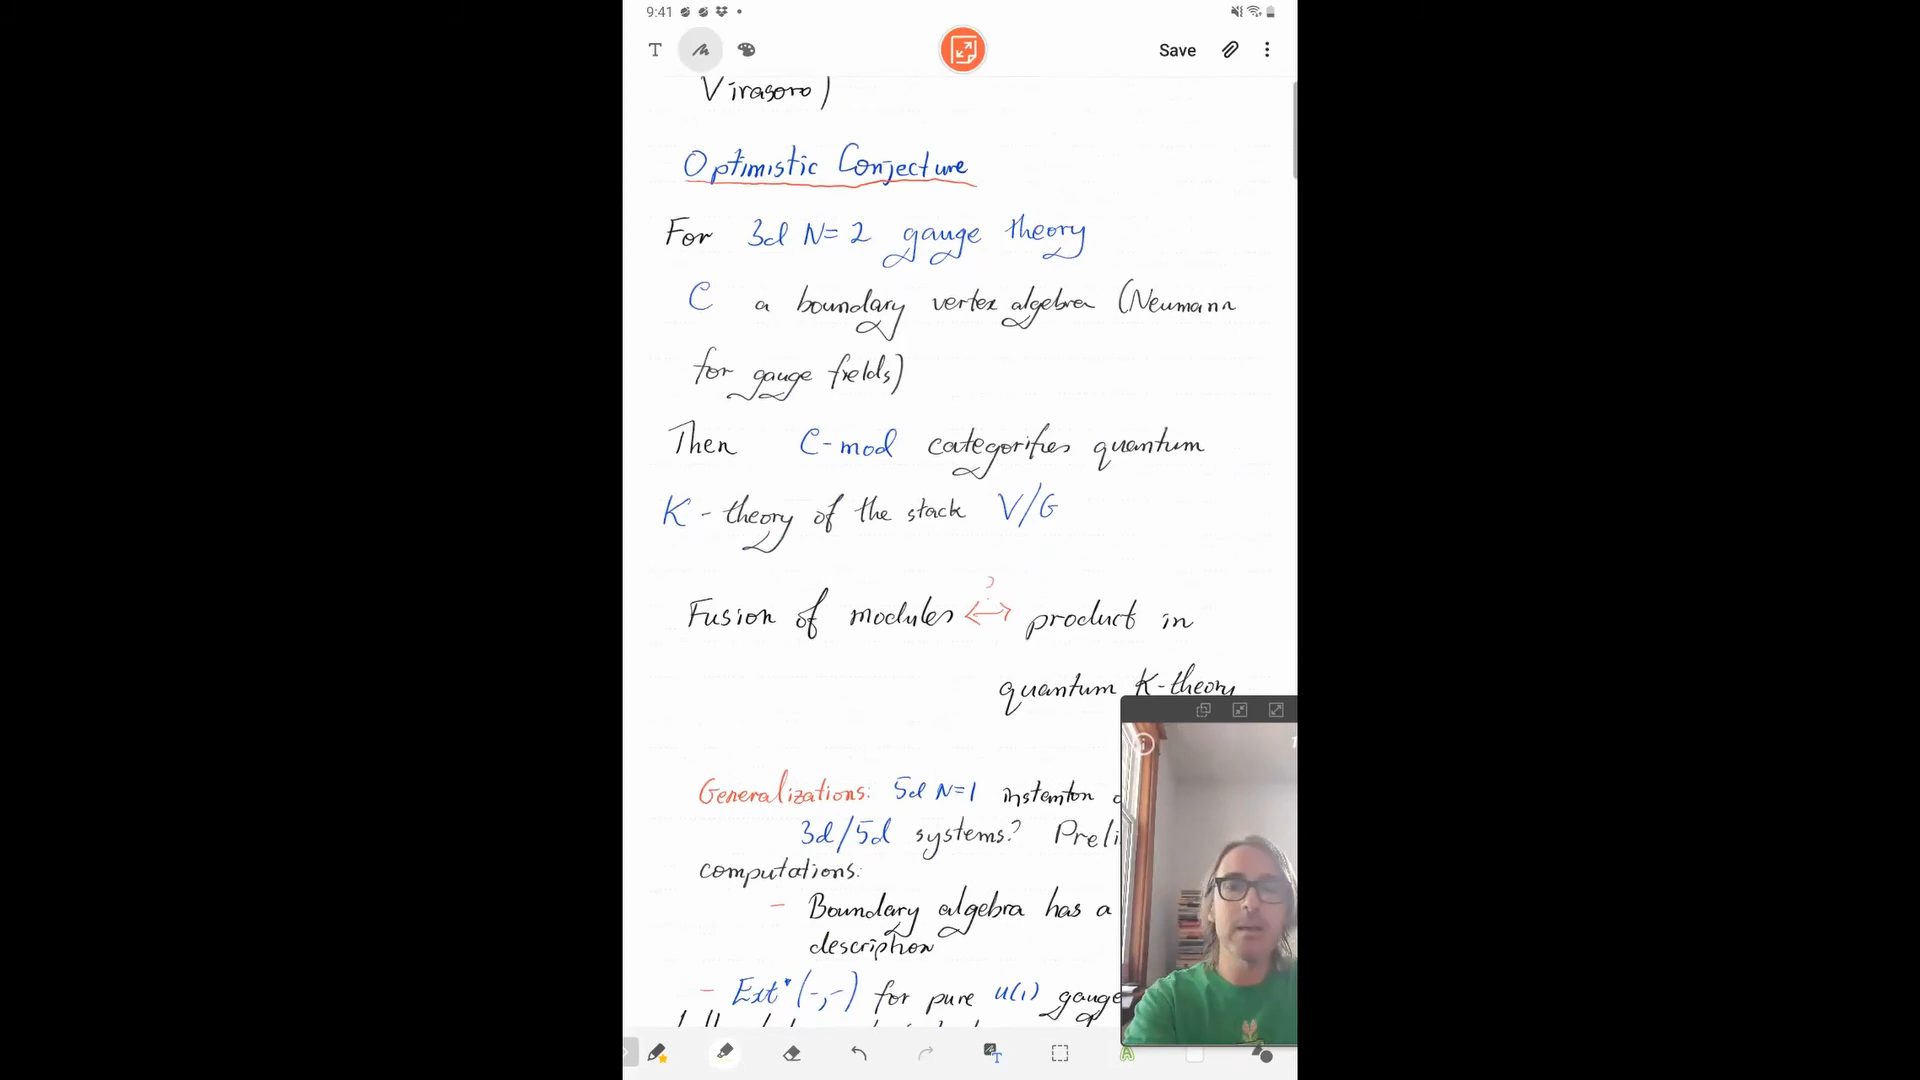 9:41
T
Save
Virasoro)
Optimistic Conjecture
For 3d N=2 gauge theory
C a boundary vertex algebra (Neumann
for gauge fields)
Then C-mod categorifies quantum
K-theory of the stack V/G
?
Fusion of modules ↔ product in
quantum K-theory
Generalizations: 5d N=1 instanton
3d/5d systems? Preli
computations:
- Boundary algebra has a
description
- Ext•(-,-) for pure U(1) gauge